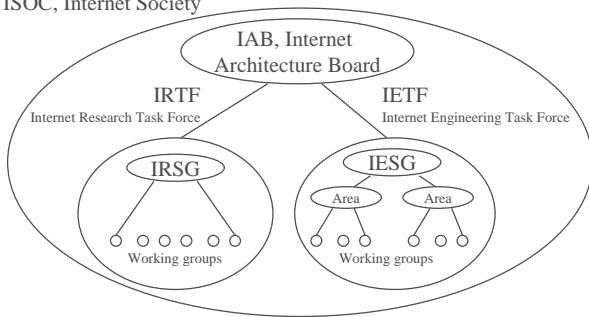 ISOC, Internet Society
IAB, Internet
Architecture Board
IRTF
Internet Research Task Force
IETF
Internet Engineering Task Force
IRSG
IESG
Area
Area
Working groups
Working groups